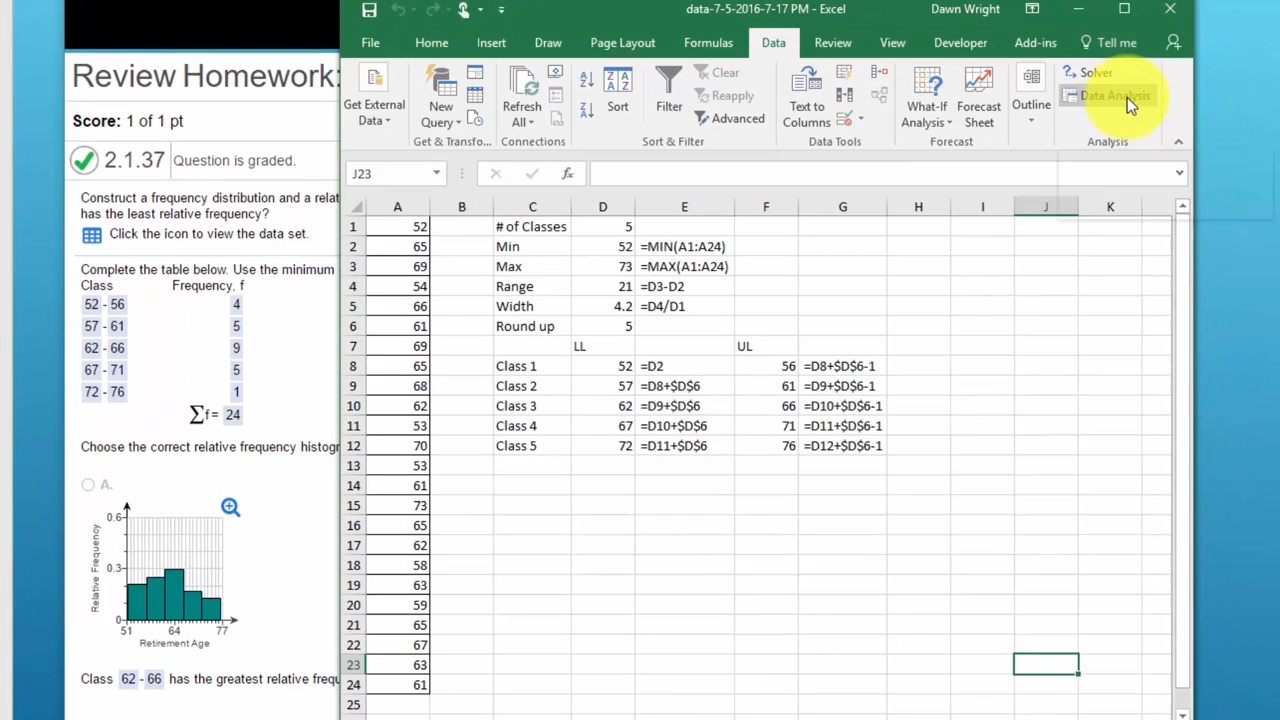 Review Homework:
Score: 1 of 1 pt
2.1.37 Question is graded.
Construct a frequency distribution and a rela
has the least relative frequency?
Click the icon to view the data set.
Complete the table below. Use the minimum
Class Frequency, f
52 - 56 4
57 - 61 5
62 - 66 9
67 - 71 5
72 - 76 1
∑f = 24
Choose the correct relative frequency histog
A.
0.6
0.3
0
Relative Frequency
51 64 77
Retirement Age
Class 62 - 66 has the greatest relative frequ
data-7-5-2016-7-17 PM - Excel Dawn Wright
File Home Insert Draw Page Layout Formulas Data Review View Developer Add-ins Tell me
Get External Data
New Query
Refresh All
Sort
Filter
Clear
Reapply
Advanced
Text to Columns
What-If Analysis
Forecast Sheet
Outline
Solver
Data Analysis
Get & Transfo... Connections Sort & Filter Data Tools Forecast Analysis
J23 fx
A B C D E F G H I J K
1 52 # of Classes 5
2 65 Min 52 =MIN(A1:A24)
3 69 Max 73 =MAX(A1:A24)
4 54 Range 21 =D3-D2
5 66 Width 4.2 =D4/D1
6 61 Round up 5
7 69 LL UL
8 65 Class 1 52 =D2 56 =D8+$D$6-1
9 68 Class 2 57 =D8+$D$6 61 =D9+$D$6-1
10 62 Class 3 62 =D9+$D$6 66 =D10+$D$6-1
11 53 Class 4 67 =D10+$D$6 71 =D11+$D$6-1
12 70 Class 5 72 =D11+$D$6 76 =D12+$D$6-1
13 53
14 61
15 73
16 65
17 62
18 58
19 63
20 59
21 65
22 67
23 63
24 61
25